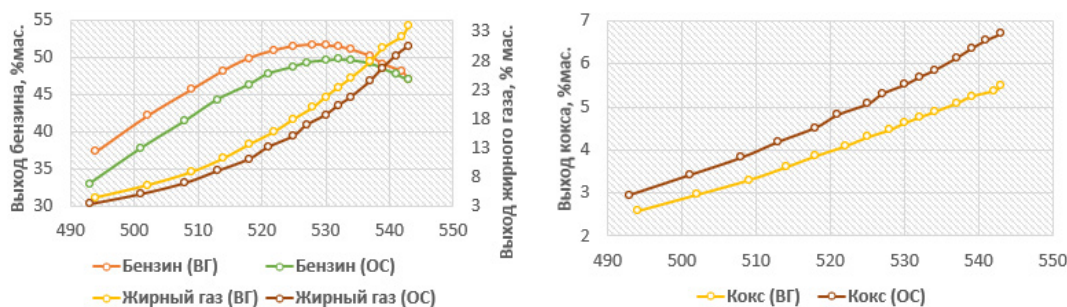 Выход бензина, %мас.
55
50
45
40
35
30
33
28
23
18
13
8
3
Выход жирного газа, % мас.
490 500 510 520 530 540 550
Бензин (ВГ) Бензин (ОС)
Жирный газ (ВГ) Жирный газ (ОС)
Выход кокса, %мас.
7
6
5
4
3
2
490 500 510 520 530 540 550
Кокс (ВГ) Кокс (ОС)